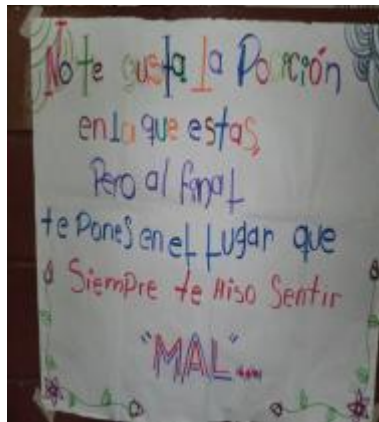 No te gusta la Posición
en la que estas,
Pero al final
te Pones en el Lugar que
Siempre te Hiso Sentir
"MAL"...